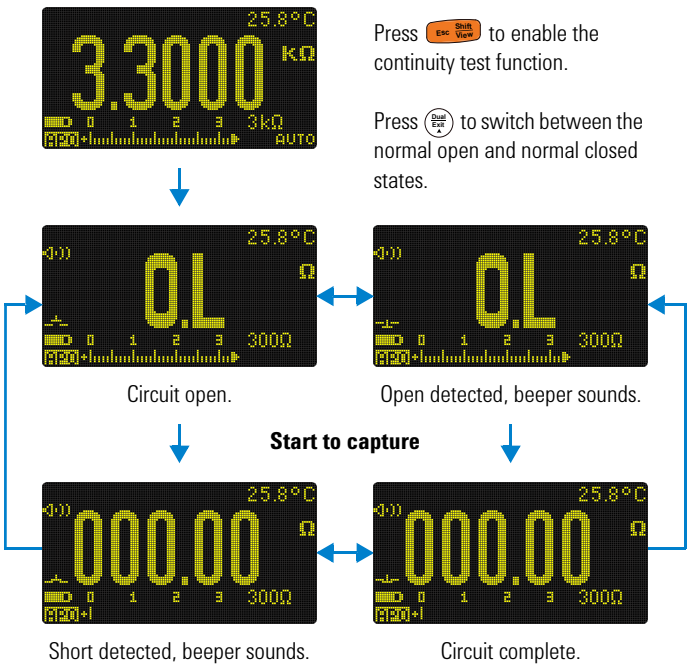 25.8°C
3.3000 kΩ
0 1 2 3 3kΩ
APO AUTO
Press Esc Shift View to enable the
continuity test function.
Press Dual Exit to switch between the
normal open and normal closed
states.
25.8°C
O.L Ω
0 1 2 3 300Ω
APO
Circuit open.
25.8°C
O.L Ω
0 1 2 3 300Ω
APO
Open detected, beeper sounds.
Start to capture
25.8°C
000.00 Ω
0 1 2 3 300Ω
APO
Short detected, beeper sounds.
25.8°C
000.00 Ω
0 1 2 3 300Ω
APO
Circuit complete.